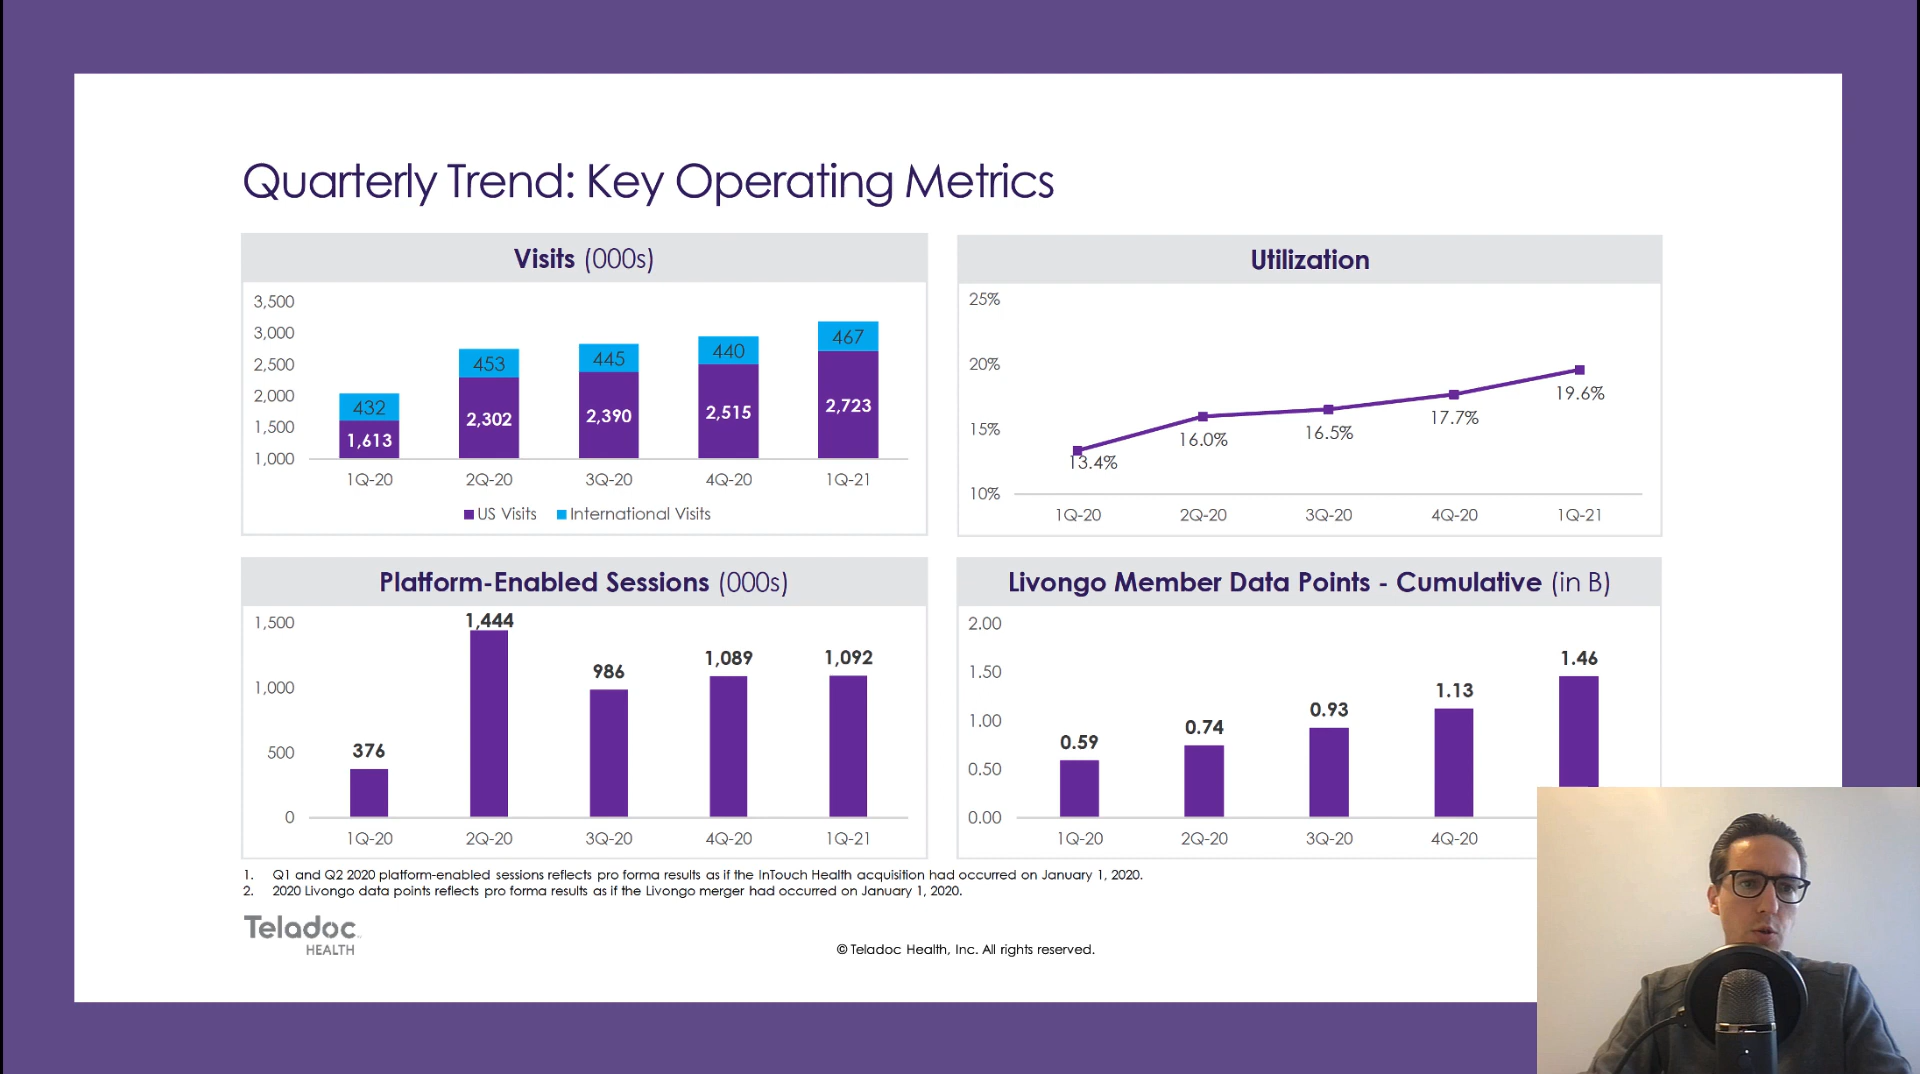 Quarterly Trend: Key Operating Metrics
Visits (000s)
3,500
3,000
2,500
2,000
1,500
1,000
432
453
445
440
467
1,613
2,302
2,390
2,515
2,723
1Q-20 2Q-20 3Q-20 4Q-20 1Q-21
US Visits International Visits
Utilization
25%
20%
15%
10%
13.4%
16.0%
16.5%
17.7%
19.6%
1Q-20 2Q-20 3Q-20 4Q-20 1Q-21
Platform-Enabled Sessions (000s)
1,500
1,000
500
0
376
1,444
986
1,089
1,092
1Q-20 2Q-20 3Q-20 4Q-20 1Q-21
Livongo Member Data Points - Cumulative (in B)
2.00
1.50
1.00
0.50
0.00
0.59
0.74
0.93
1.13
1.46
1Q-20 2Q-20 3Q-20 4Q-20
1. Q1 and Q2 2020 platform-enabled sessions reflects pro forma results as if the InTouch Health acquisition had occurred on January 1, 2020.
2. 2020 Livongo data points reflects pro forma results as if the Livongo merger had occurred on January 1, 2020.
Teladoc
HEALTH
© Teladoc Health, Inc. All rights reserved.